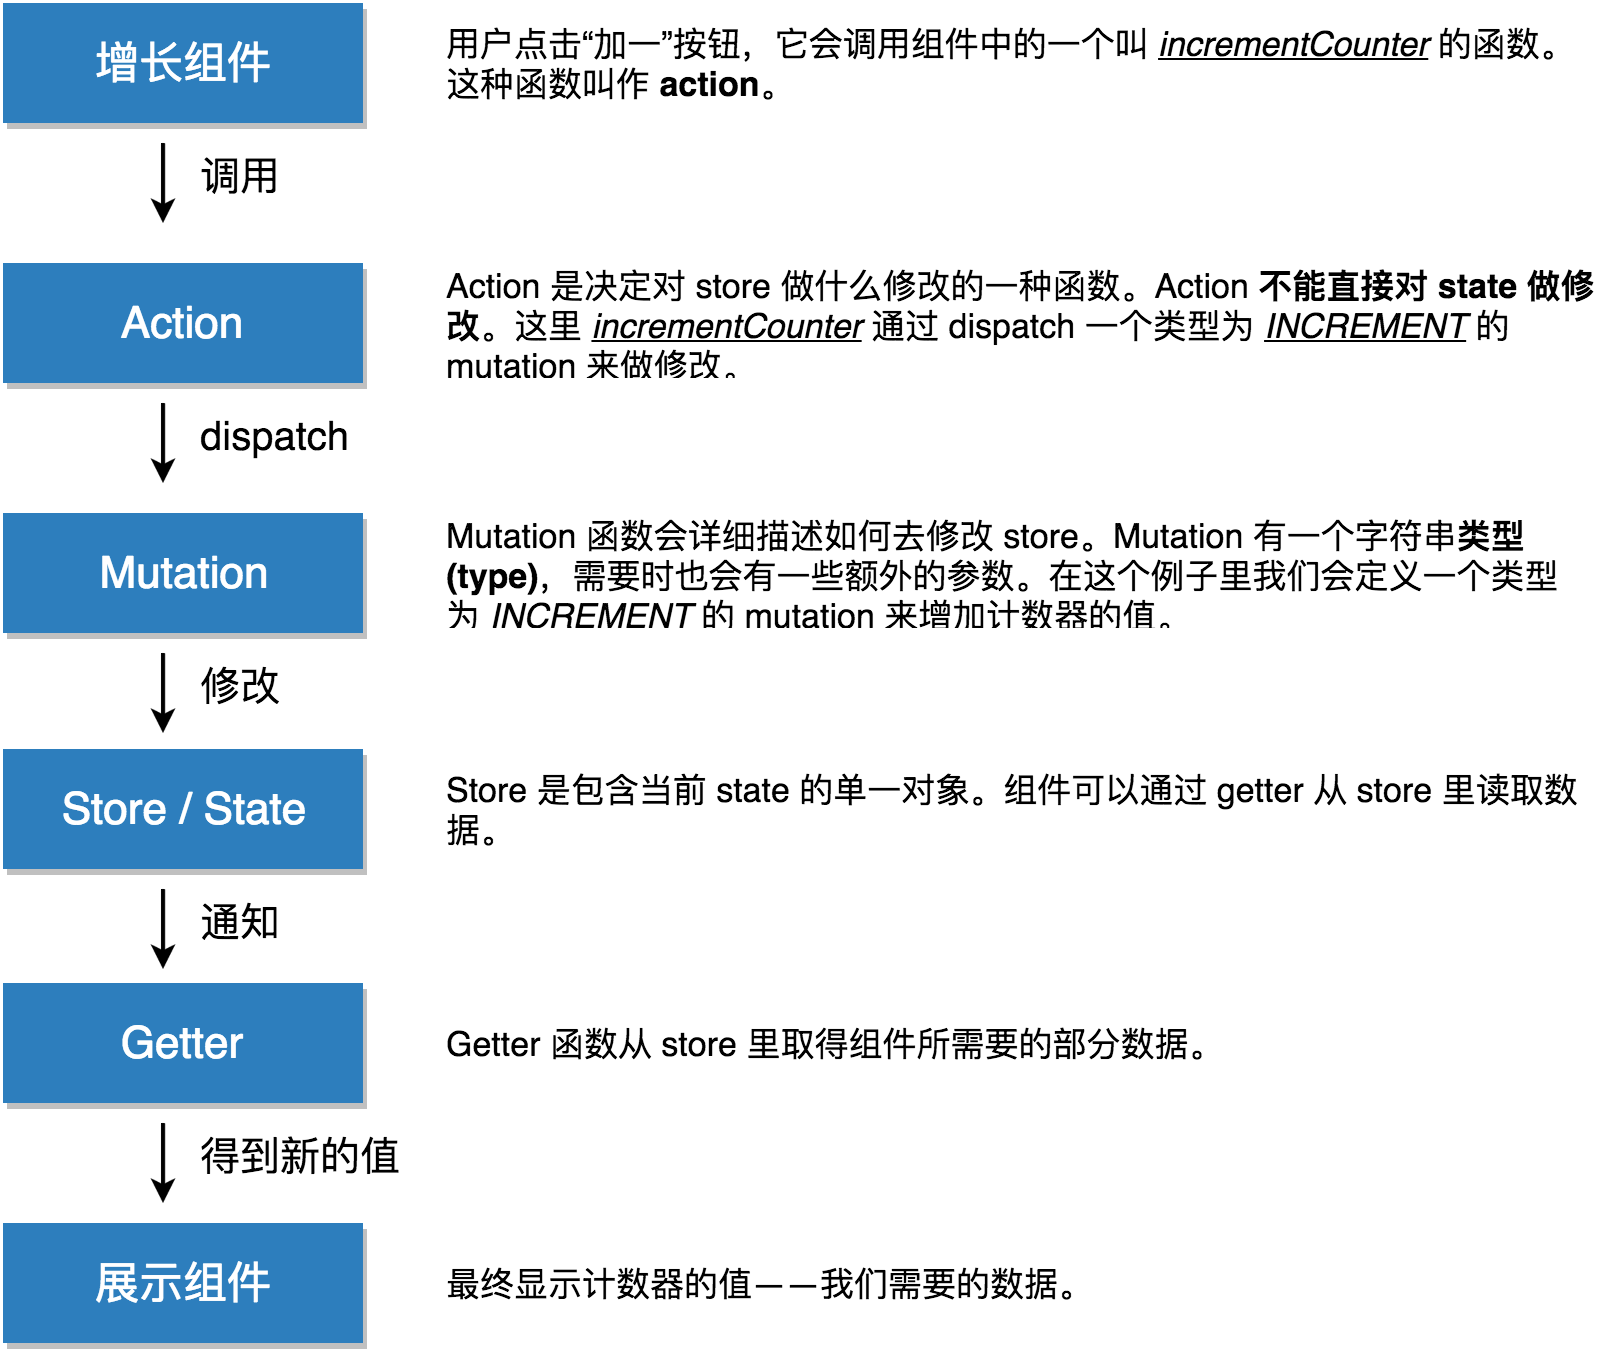 增长组件
用户点击“加一”按钮，它会调用组件中的一个叫 incrementCounter 的函数。
这种函数叫作 action。
调用
Action
Action 是决定对 store 做什么修改的一种函数。Action 不能直接对 state 做修
改。这里 incrementCounter 通过 dispatch 一个类型为 INCREMENT 的
mutation 来做修改。
dispatch
Mutation
Mutation 函数会详细描述如何去修改 store。Mutation 有一个字符串类型
(type)，需要时也会有一些额外的参数。在这个例子里我们会定义一个类型
为 INCREMENT 的 mutation 来增加计数器的值。
修改
Store / State
Store 是包含当前 state 的单一对象。组件可以通过 getter 从 store 里读取数
据。
通知
Getter
Getter 函数从 store 里取得组件所需要的部分数据。
得到新的值
展示组件
最终显示计数器的值——我们需要的数据。